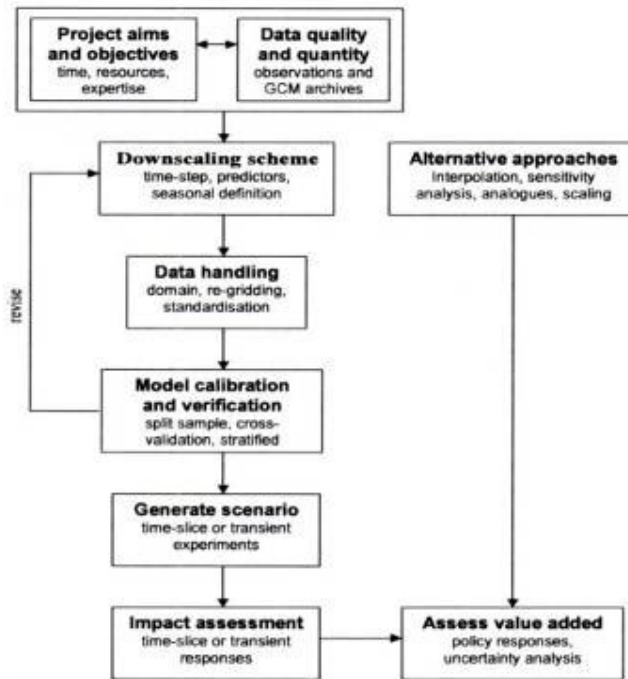 Project aims
and objectives
time, resources,
expertise
Data quality
and quantity
observations and
GCM archives
Downscaling scheme
time-step, predictors,
seasonal definition
Alternative approaches
Interpolation, sensitivity
analysis, analogues, scaling
Data handling
domain, re-gridding,
standardisation
revise
Model calibration
and verification
split sample, cross-
validation, stratified
Generate scenario
time-slice or transient
experiments
Impact assessment
time-slice or transient
responses
Assess value added
policy responses,
uncertainty analysis